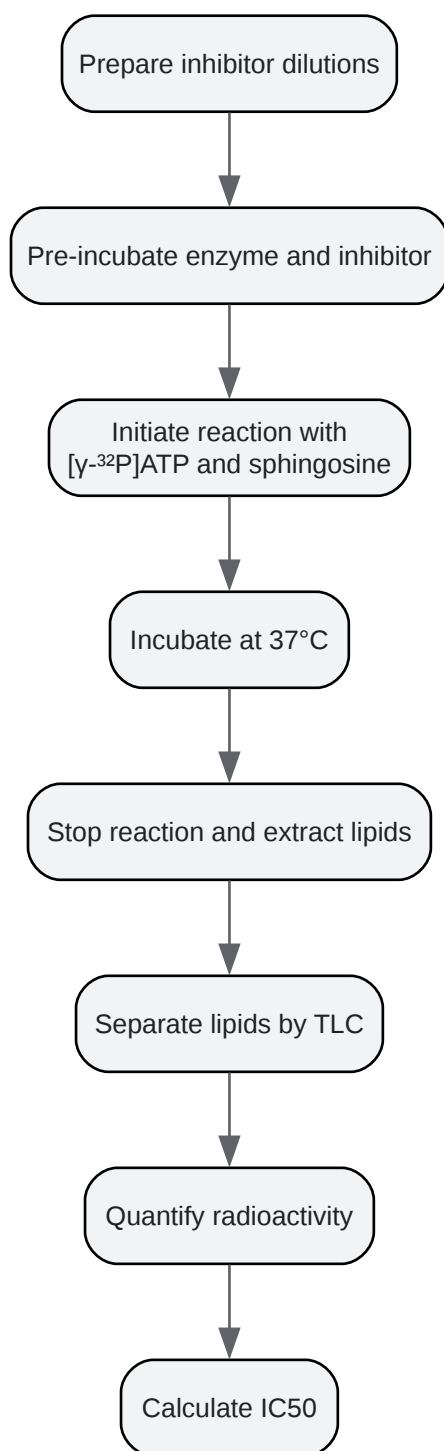 Prepare inhibitor dilutions
Pre-incubate enzyme and inhibitor
Initiate reaction with
[γ-³²P]ATP and sphingosine
Incubate at 37°C
Stop reaction and extract lipids
Separate lipids by TLC
Quantify radioactivity
Calculate IC50